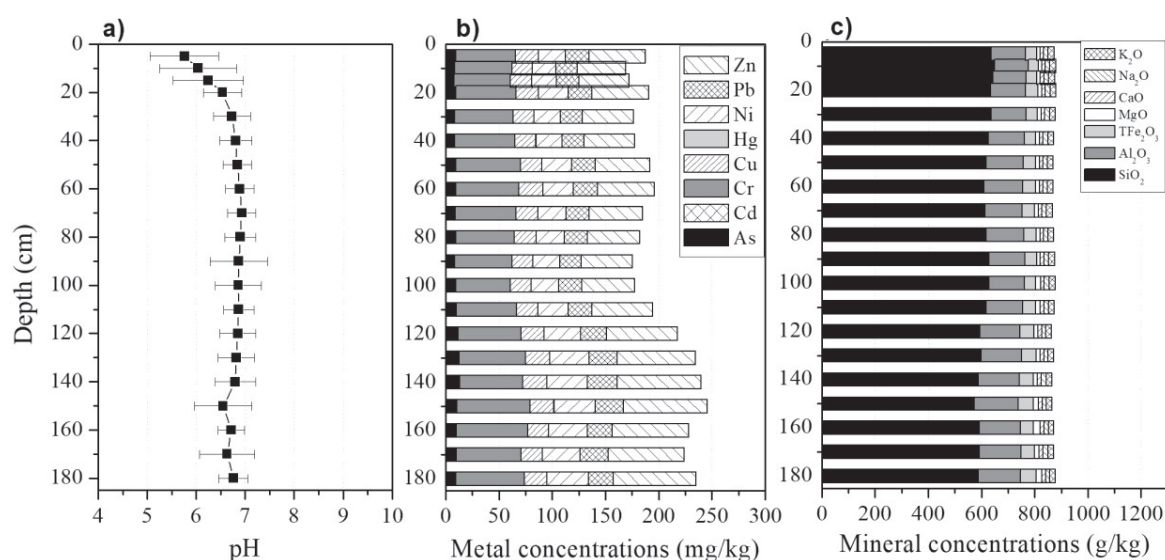 a)
b)
c)
0
20
40
60
80
100
120
140
160
180
Depth (cm)
4 5 6 7 8 9 10
pH
0
20
40
60
80
100
120
140
160
180
Zn
Pb
Ni
Hg
Cu
Cr
Cd
As
0 50 100 150 200 250 300
Metal concentrations (mg/kg)
0
20
40
60
80
100
120
140
160
180
K₂O
Na₂O
CaO
MgO
TFe₂O₃
Al₂O₃
SiO₂
0 200 400 600 800 1000 1200
Mineral concentrations (g/kg)